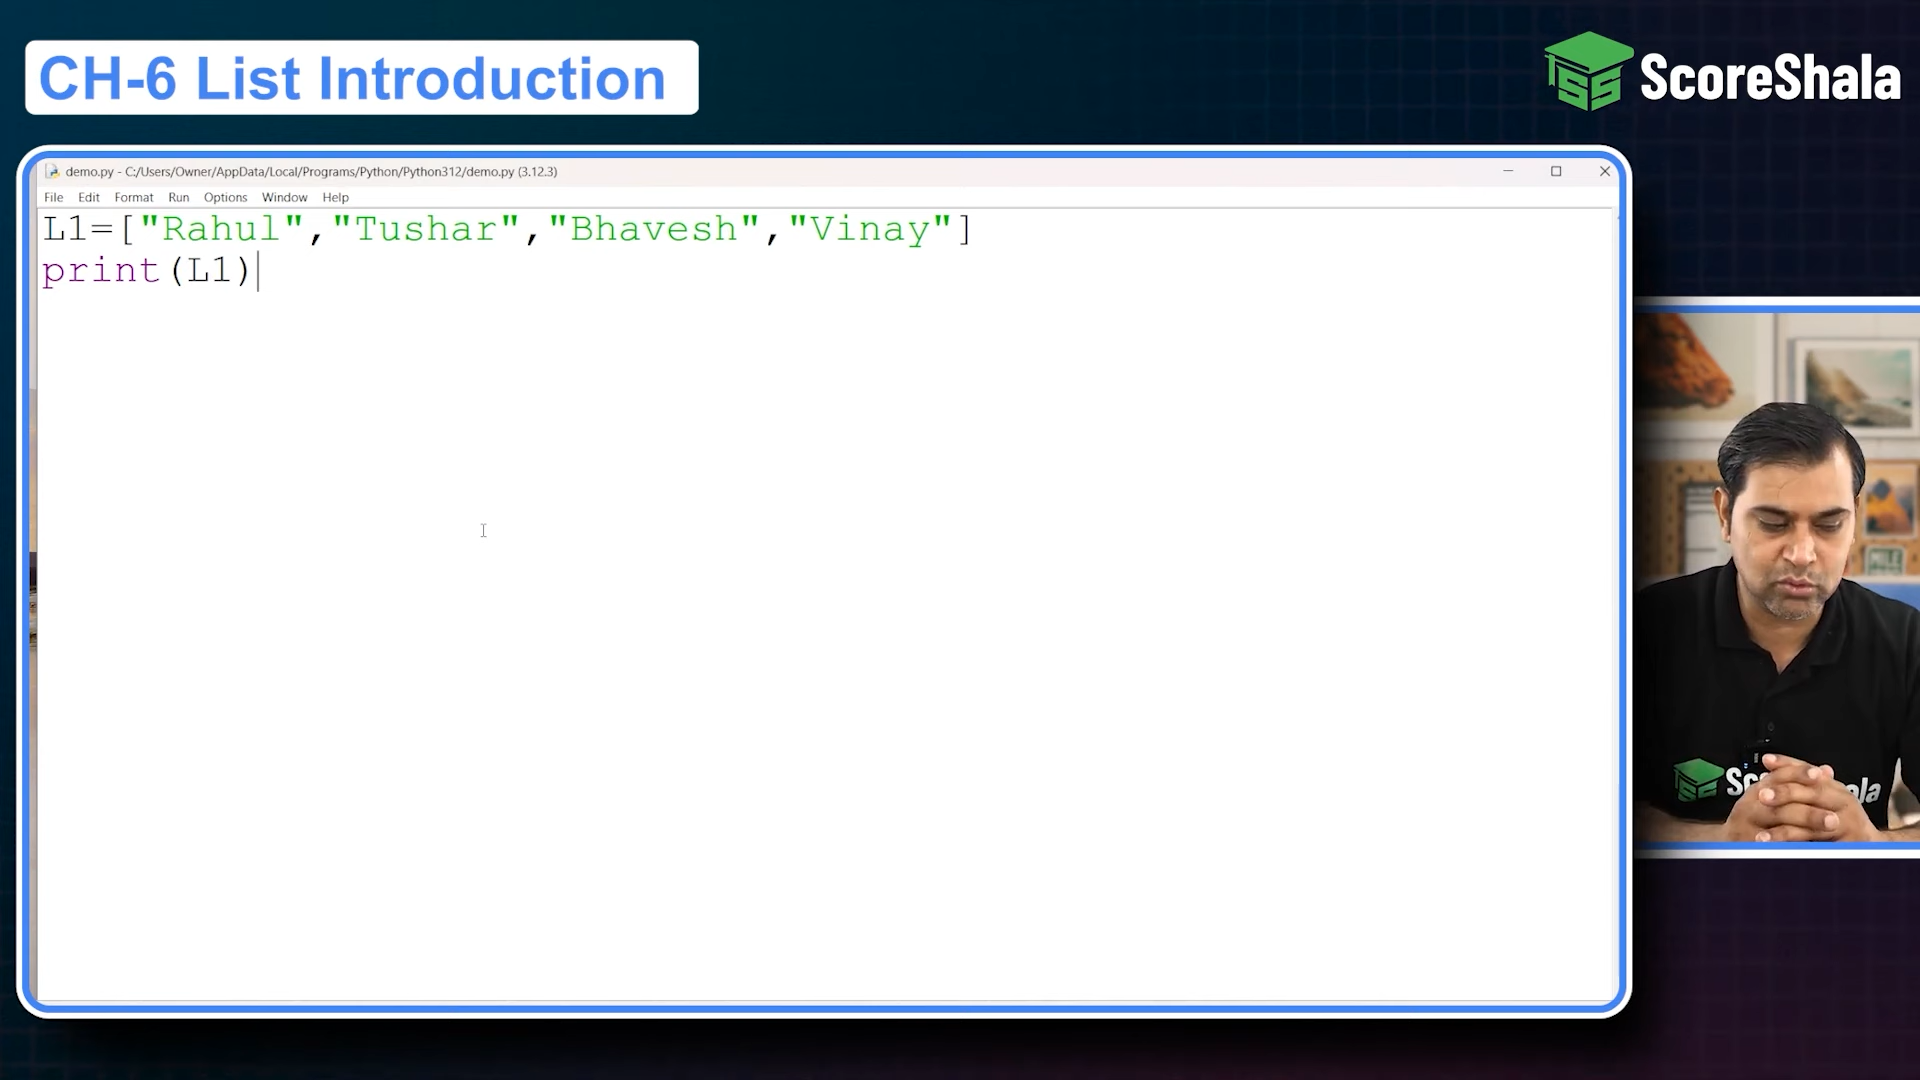 CH-6 List Introduction
ScoreShala
demo.py - C:/Users/Owner/AppData/Local/Programs/Python/Python312/demo.py (3.12.3)
File Edit Format Run Options Window Help
L1=["Rahul","Tushar","Bhavesh","Vinay"]
print(L1)